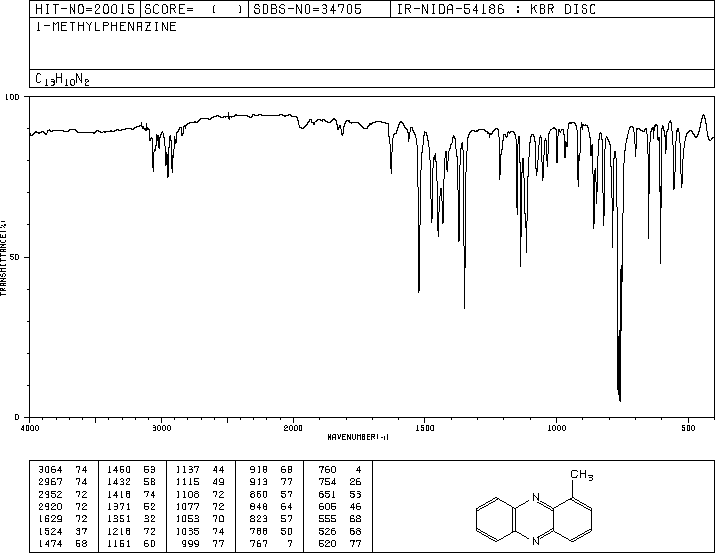 HIT-NO=20015 SCORE= ( ) SDBS-NO=34705 IR-NIDA-54186 : KBR DISC
1-METHYLPHENAZINE
C13H10N2
100
50
0
TRANSMITTANCE(%)
4000 3000 2000 1500 1000 500
WAVENUMBER(-1)
3064 74 1460 53 1137 44 918 68 760 4
2967 74 1432 58 1115 49 913 77 754 26
2952 72 1418 74 1108 72 860 57 651 53
2920 72 1371 52 1077 72 848 64 606 46
1629 72 1351 32 1053 70 823 57 555 68
1524 37 1218 72 1035 74 788 50 526 68
1474 58 1151 60 999 77 767 7 520 77
CH3
N
N